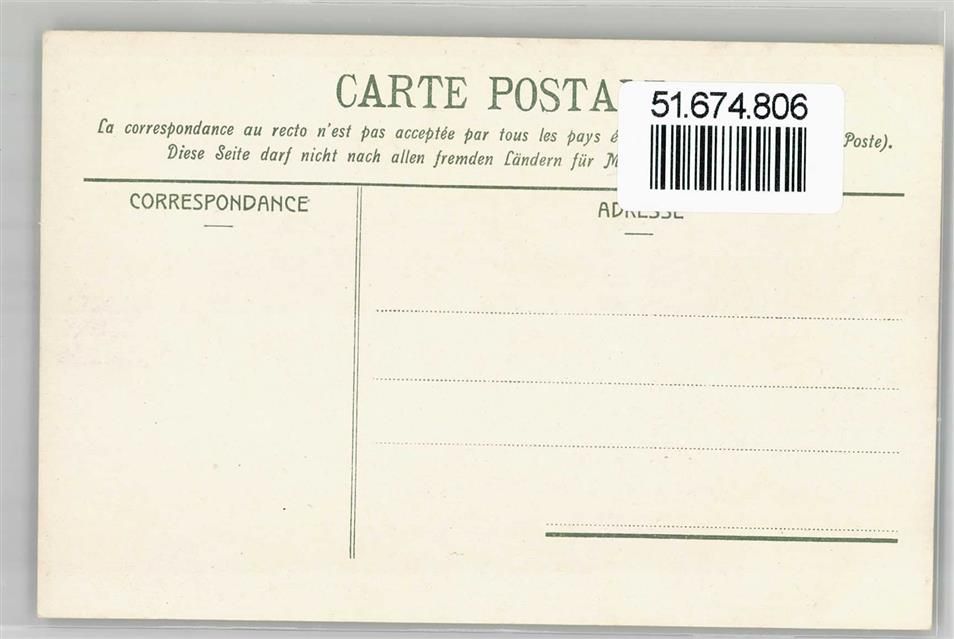 CARTE POSTA
51.674.806
La correspondance au recto n'est pas acceptée par tous les pays é Poste).
Diese Seite darf nicht nach allen fremden Ländern für M
CORRESPONDANCE
ADRESSE